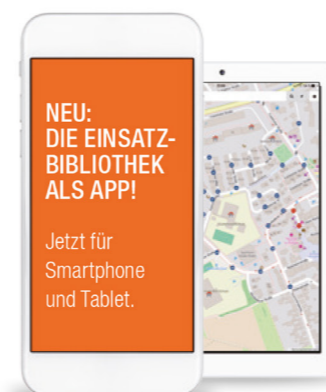 NEU:
DIE EINSATZ-
BIBLIOTHEK
ALS APP!
Jetzt für
Smartphone
und Tablet.